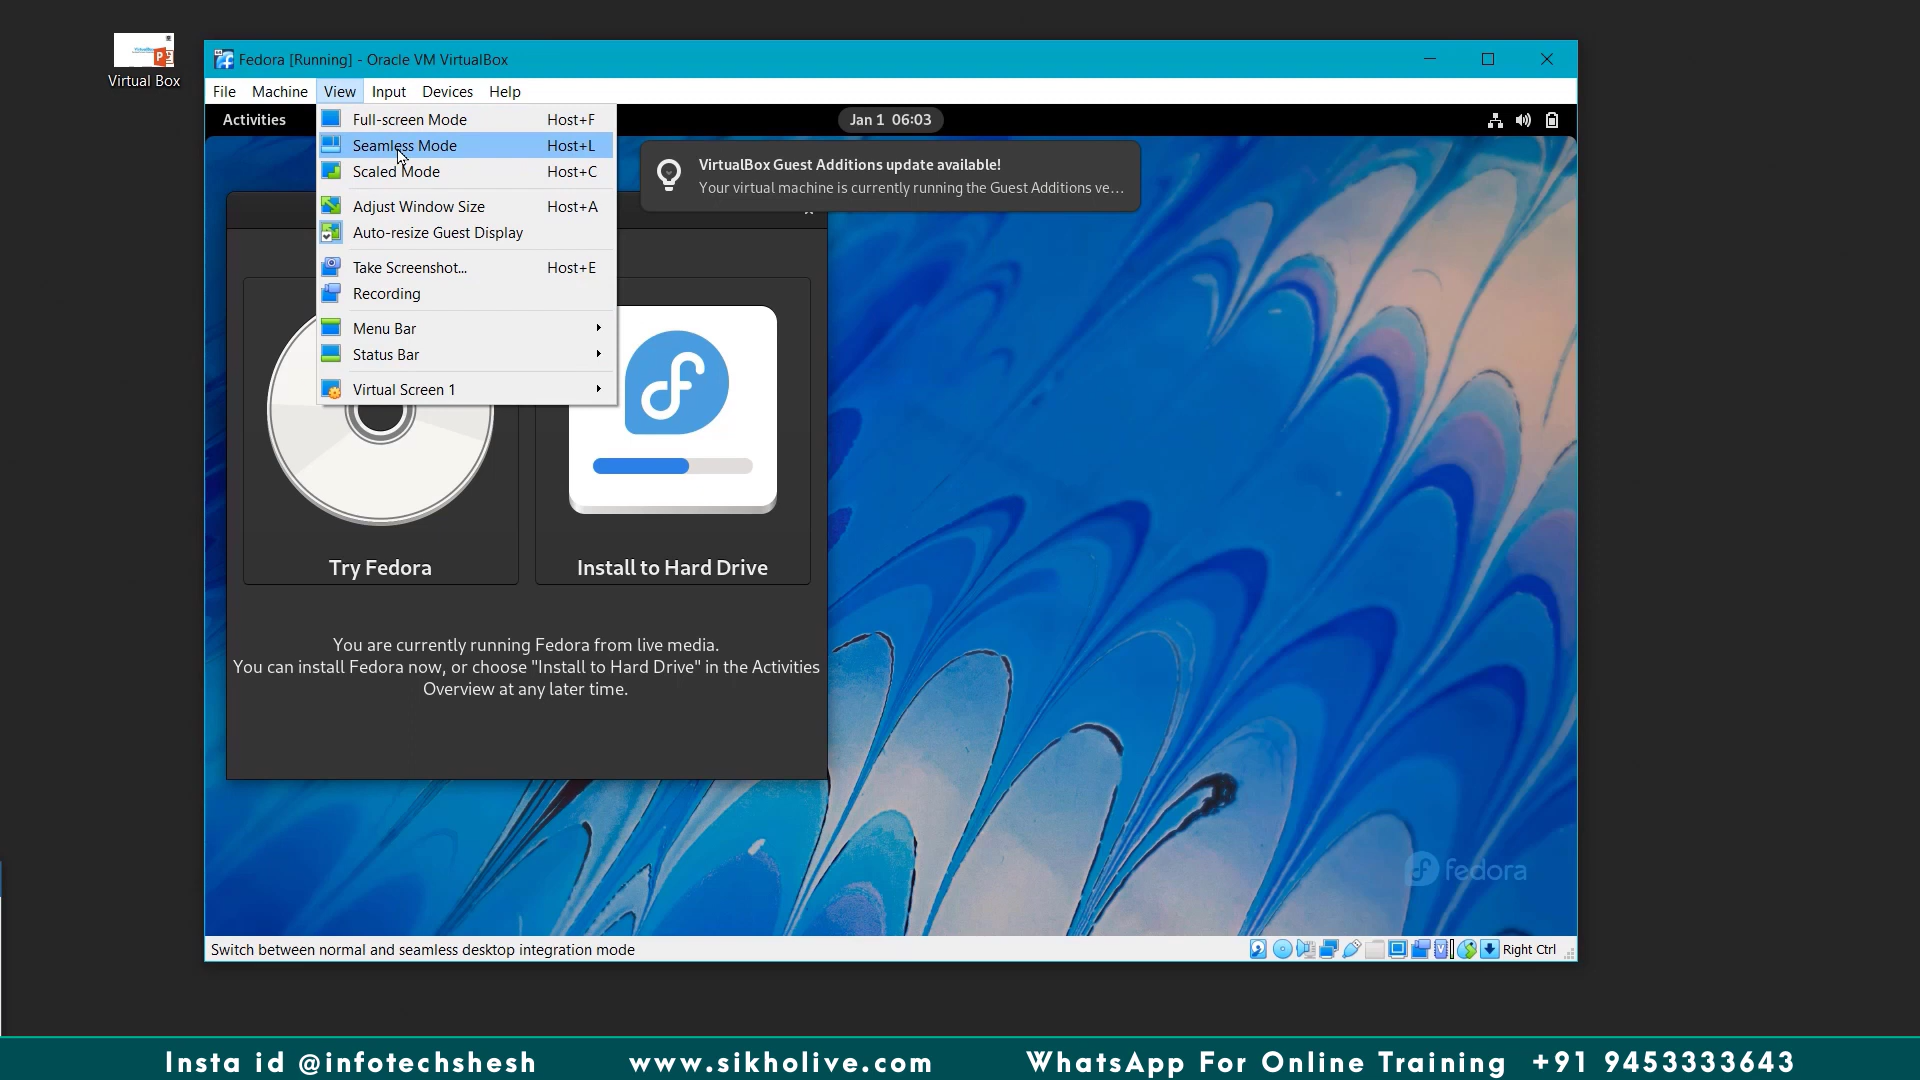 Virtual Box
Fedora [Running] - Oracle VM VirtualBox
File Machine View Input Devices Help
Activities
Jan 1 06:03
Full-screen Mode Host+F
Seamless Mode Host+L
Scaled Mode Host+C
Adjust Window Size Host+A
Auto-resize Guest Display
Take Screenshot... Host+E
Recording
Menu Bar
Status Bar
Virtual Screen 1
VirtualBox Guest Additions update available!
Your virtual machine is currently running the Guest Additions ve...
Try Fedora
Install to Hard Drive
You are currently running Fedora from live media.
You can install Fedora now, or choose "Install to Hard Drive" in the Activities
Overview at any later time.
fedora
Switch between normal and seamless desktop integration mode
Right Ctrl
Insta id @infotechshesh www.sikholive.com WhatsApp For Online Training +91 9453333643